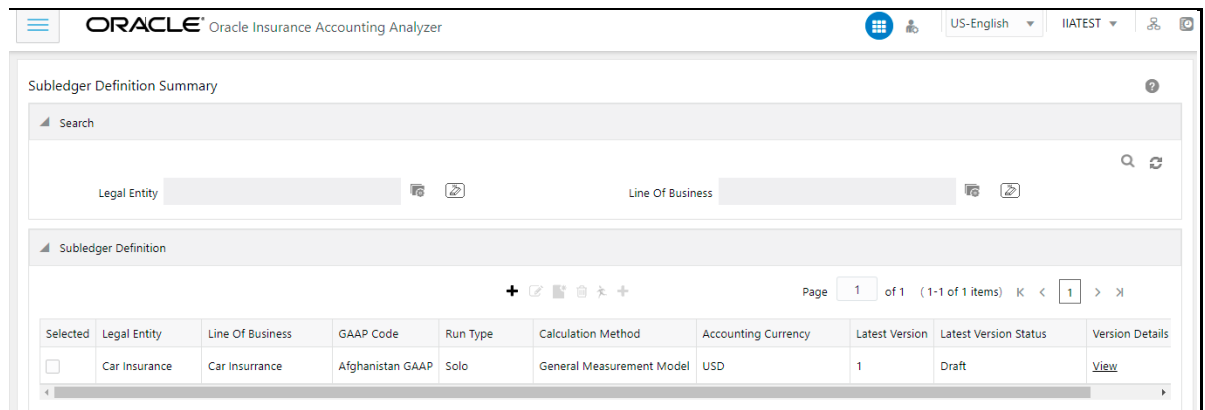 ORACLE® Oracle Insurance Accounting Analyzer US-English IIATEST
Subledger Definition Summary
Search
Legal Entity Line Of Business
Subledger Definition
Page 1 of 1 (1-1 of 1 items) 1
Selected Legal Entity Line Of Business GAAP Code Run Type Calculation Method Accounting Currency Latest Version Latest Version Status Version Details
Car Insurance Car Insurrance Afghanistan GAAP Solo General Measurement Model USD 1 Draft View